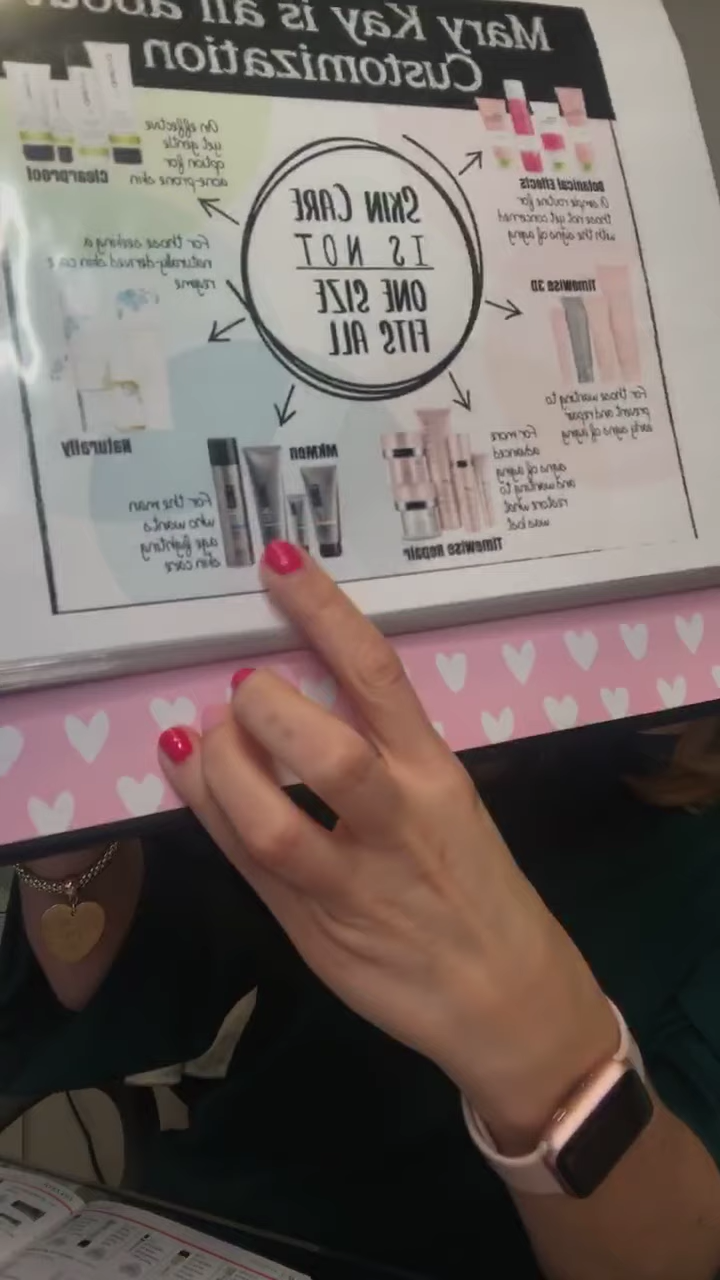 Mary Kay is all about
Customization
SKIN CARE
IS NOT
ONE SIZE
FITS ALL
Botanical Effects
A simple routine for
those not yet concerned
with the signs of aging
TimeWise 3D
For those wanting to
prevent and repair
early signs of aging
For more
advanced
signs of aging
and wanting to
restore what
was lost
TimeWise Repair
MKMen
For the man
who wants
age fighting
skin care
Naturally
For those seeking a
naturally-derived skin care
regime
An effective
yet gentle
option for
acne-prone skin
Clearproof